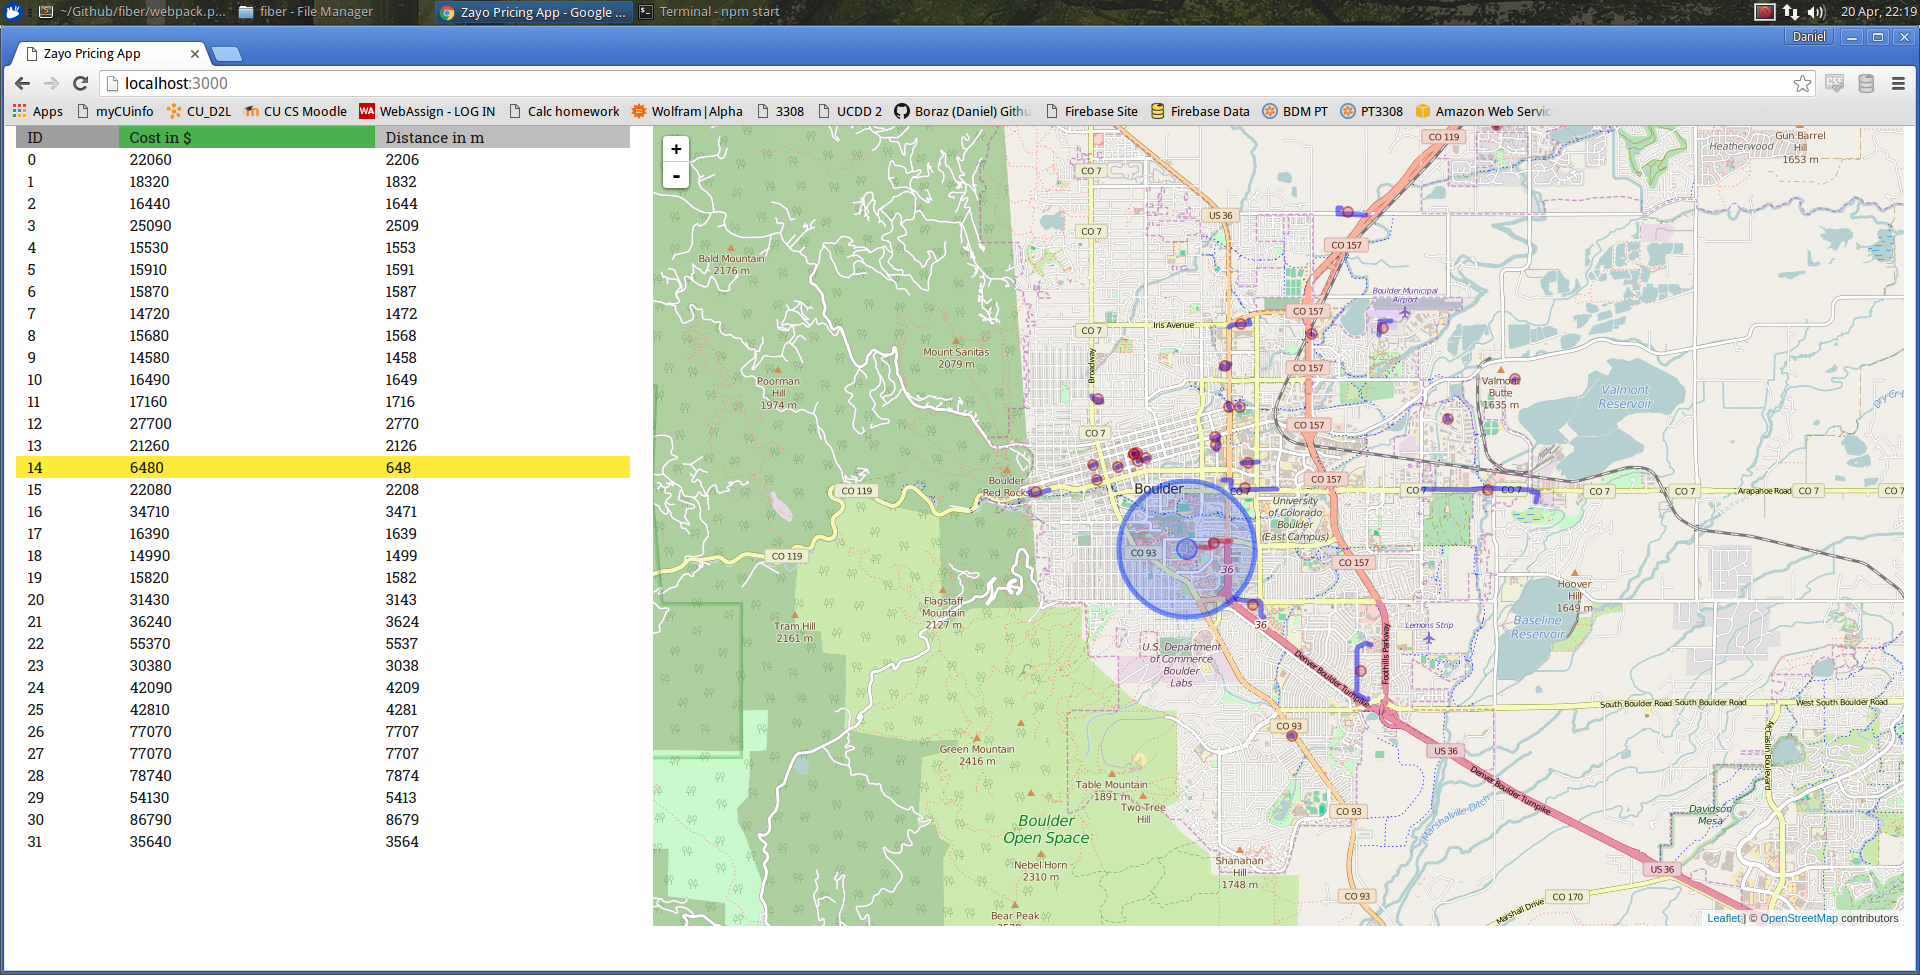 ~/Github/fiber/webpack.p... fiber - File Manager Zayo Pricing App - Google ... Terminal - npm start 20 Apr, 22:19
Daniel
Zayo Pricing App
localhost:3000
Apps myCUinfo CU_D2L CU CS Moodle WebAssign - LOG IN Calc homework Wolfram|Alpha 3308 UCDD 2 Boraz (Daniel) Githu Firebase Site Firebase Data BDM PT PT3308 Amazon Web Servic
ID Cost in $ Distance in m
0 22060 2206
1 18320 1832
2 16440 1644
3 25090 2509
4 15530 1553
5 15910 1591
6 15870 1587
7 14720 1472
8 15680 1568
9 14580 1458
10 16490 1649
11 17160 1716
12 27700 2770
13 21260 2126
14 6480 648
15 22080 2208
16 34710 3471
17 16390 1639
18 14990 1499
19 15820 1582
20 31430 3143
21 36240 3624
22 55370 5537
23 30380 3038
24 42090 4209
25 42810 4281
26 77070 7707
27 77070 7707
28 78740 7874
29 54130 5413
30 86790 8679
31 35640 3564
+
-
CO 119
Gun Barrel
Hill
1653 m
Heatherwood
CO 7
US 36
CO 7
CO 157
Bald Mountain
2176 m
Boulder Municipal
Airport
CO 157
CO 7
Iris Avenue
Broadway
Mount Sanitas
2079 m
CO 157
Poorman
Hill
1974 m
Valmont
Butte
1635 m
Valmont
Reservoir
Dry Cr
CO 7
CO 157
Boulder
Red Rocks
CO 157
Boulder
CO 119
CO 7
CO 7
CO 7
CO 7
CO 7
Arapahoe Road
CO 7
CO 7
University
of Colorado
Boulder
(East Campus)
CO 93
CO 119
36
CO 157
Flagstaff
Mountain
2127 m
Hoover
Hill
1649 m
Tram Hill
2161 m
36
Lemons Strip
Baseline
Reservoir
U.S. Department
of Commerce
Boulder
Labs
Denver Boulder Turnpike
Foothills Parkway
South Boulder Road
South Boulder Road
West South Boulder Road
CO 93
McCaslin Boulevard
Green Mountain
2416 m
US 36
Table Mountain
1891 m
Denver Boulder Turnpike
Two Tree
Hill
CO 93
Marshallville Ditch
Davidson
Mesa
Boulder
Open Space
Nebel Horn
2310 m
Shanahan
Hill
1748 m
US 36
CO 93
CO 170
Marshall Drive
Bear Peak
Leaflet | © OpenStreetMap contributors